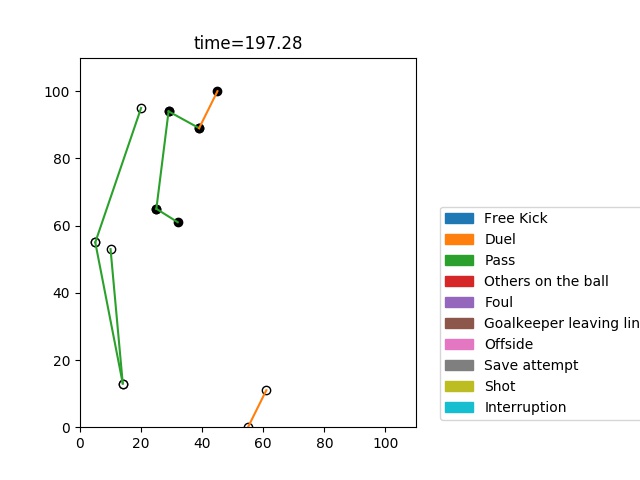 time=197.28
100
80
60
40
20
0
0 20 40 60 80 100
Free Kick
Duel
Pass
Others on the ball
Foul
Goalkeeper leaving lin
Offside
Save attempt
Shot
Interruption